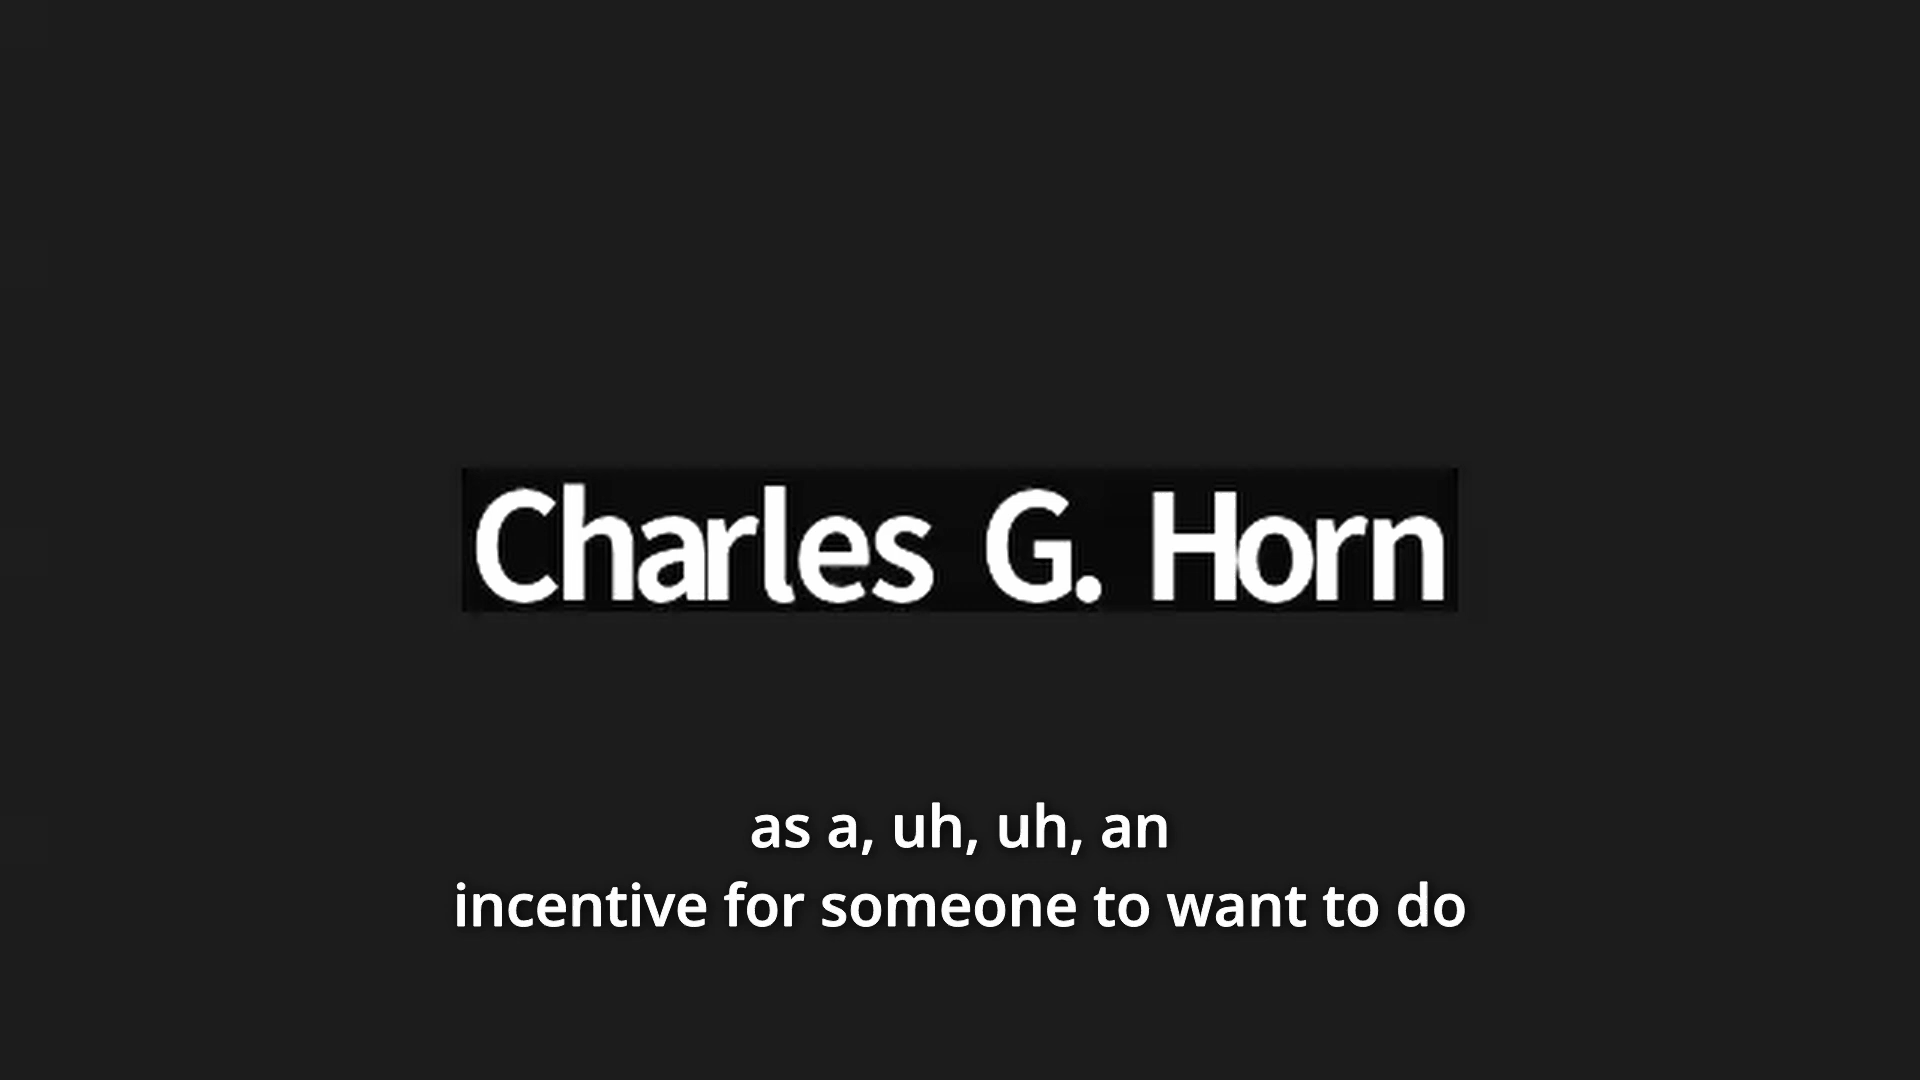 Charles G. Horn
as a, uh, uh, an
incentive for someone to want to do